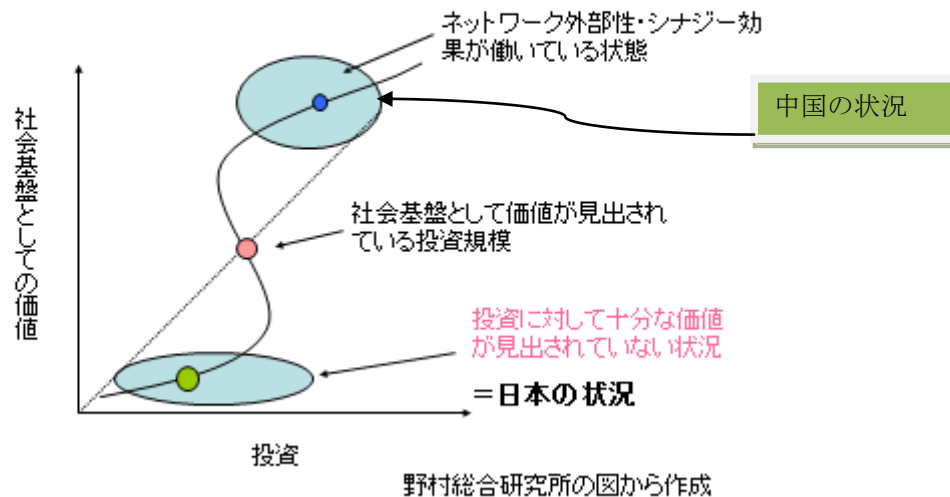 ネットワーク外部性・シナジー効
果が働いている状態
中国の状況
社会基盤としての価値
社会基盤として価値が見出され
ている投資規模
投資に対して十分な価値
が見出されていない状況
＝日本の状況
投資
野村総合研究所の図から作成